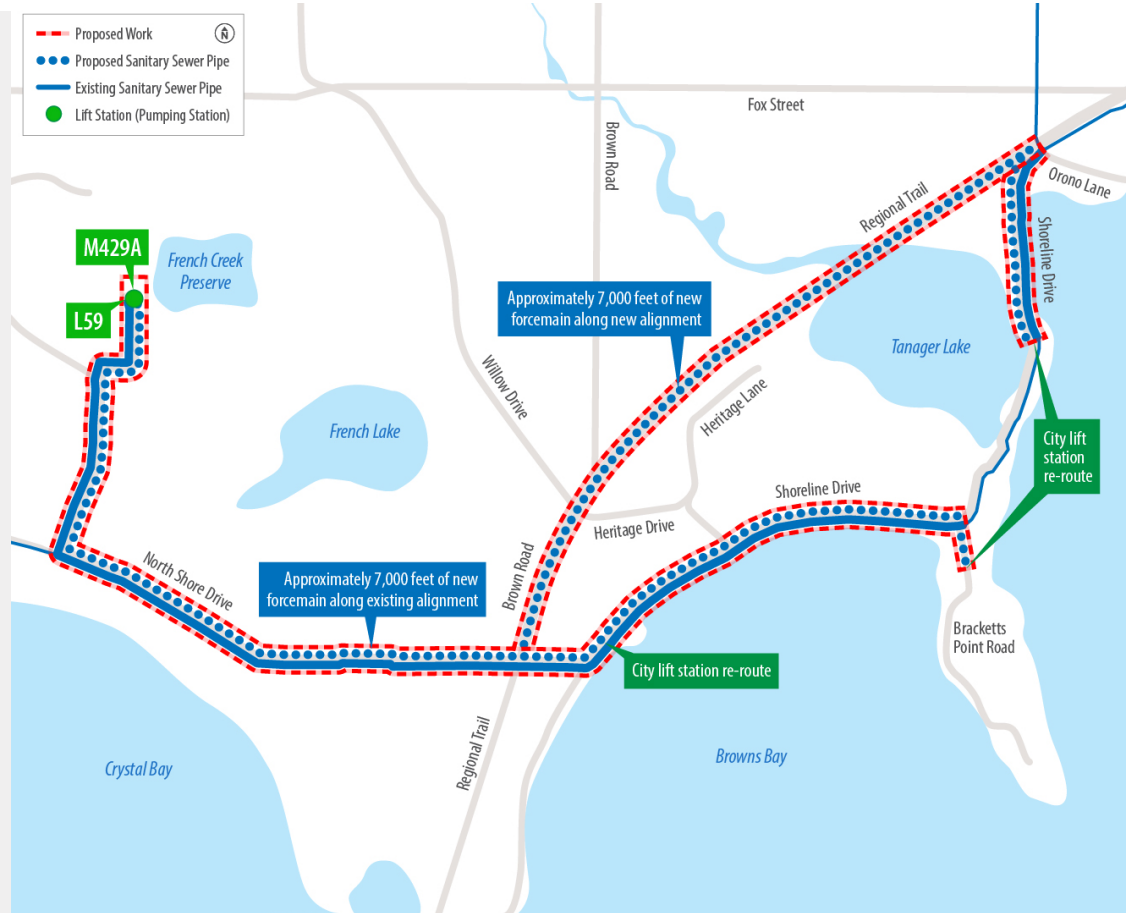 Proposed Work
N
Proposed Sanitary Sewer Pipe
Existing Sanitary Sewer Pipe
Lift Station (Pumping Station)
Fox Street
Brown Road
Orono Lane
Regional Trail
Shoreline Drive
M429A
French Creek
Preserve
L59
Approximately 7,000 feet of new
forcemain along new alignment
Tanager Lake
Willow Drive
Heritage Lane
French Lake
City lift
station
re-route
Shoreline Drive
Heritage Drive
North Shore Drive
Brown Road
Approximately 7,000 feet of new
forcemain along existing alignment
Bracketts
Point Road
City lift station re-route
Regional Trail
Browns Bay
Crystal Bay